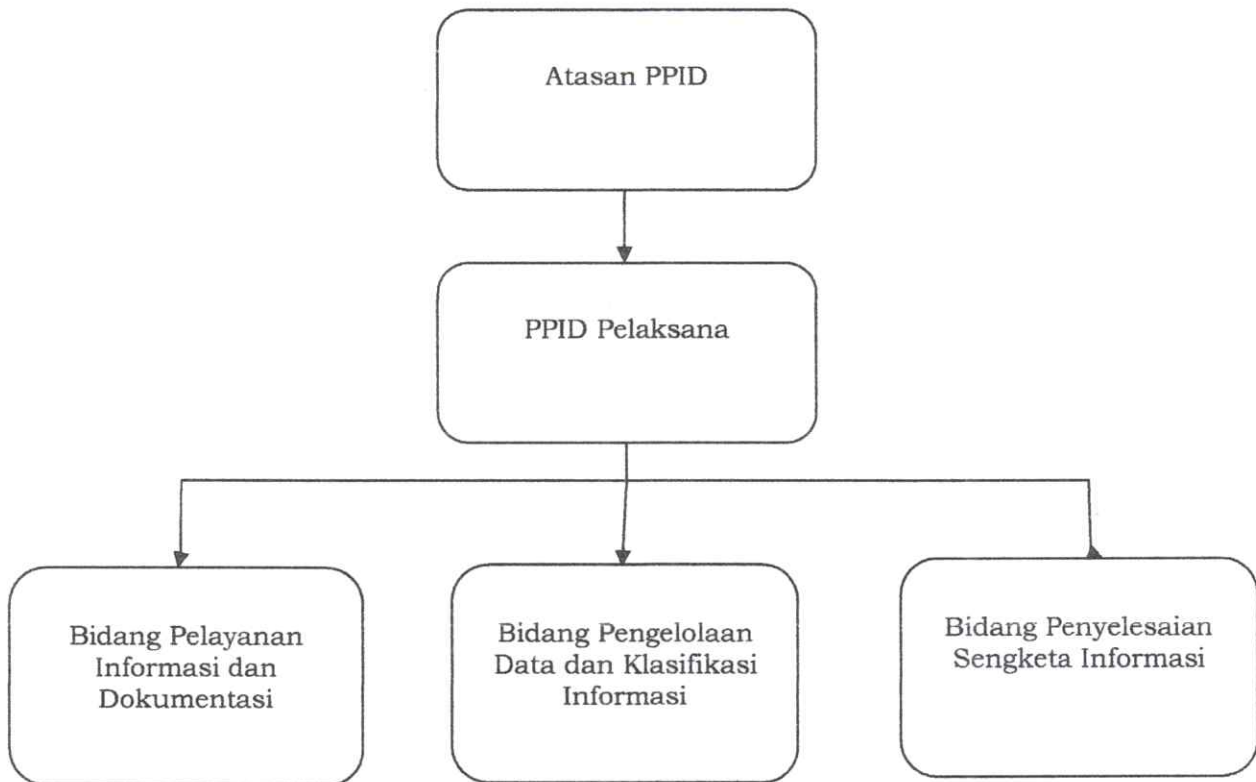 Atasan PPID
PPID Pelaksana
Bidang Pelayanan
Informasi dan
Dokumentasi
Bidang Pengelolaan
Data dan Klasifikasi
Informasi
Bidang Penyelesaian
Sengketa Informasi